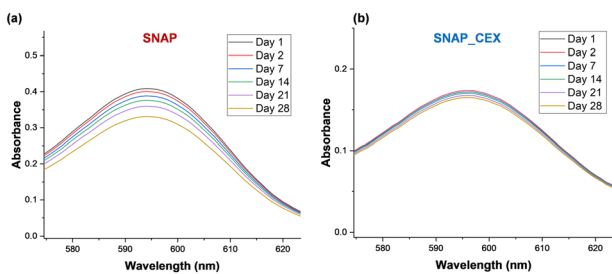 (a)
SNAP
Day 1
Day 2
Day 7
Day 14
Day 21
Day 28
Absorbance
0.5
0.4
0.3
0.2
0.1
0.0
580
590
600
610
620
Wavelength (nm)
(b)
SNAP_CEX
Day 1
Day 2
Day 7
Day 14
Day 21
Day 28
Absorbance
0.2
0.1
0.0
580
590
600
610
620
Wavelength (nm)